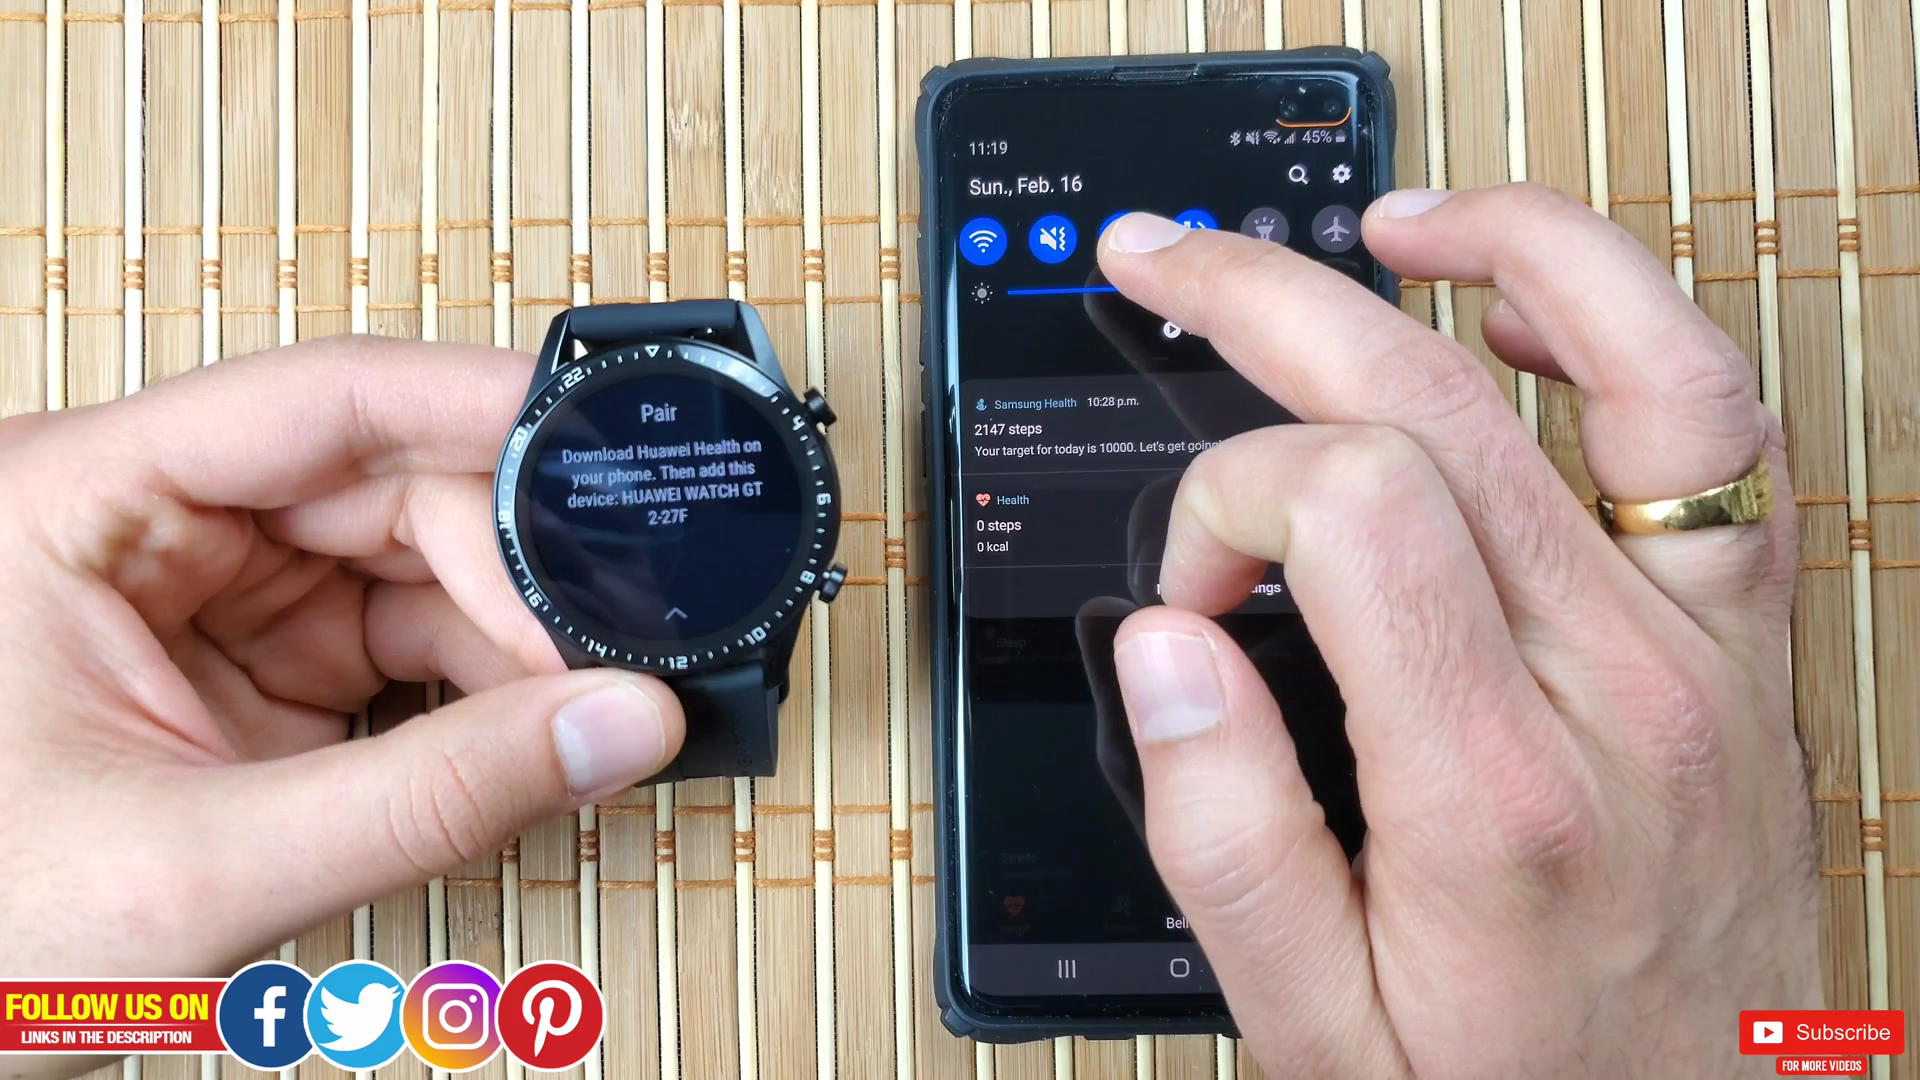 11:19
45%
Sun., Feb. 16
Samsung Health 10:28 p.m.
2147 steps
Your target for today is 10000. Let's get going
Health
0 steps
0 kcal
Sleep
22
20
18
16
14
12
10
8
6
4
Pair
Download Huawei Health on
your phone. Then add this
device: HUAWEI WATCH GT
2-27F
FOLLOW US ON
LINKS IN THE DESCRIPTION
Subscribe
FOR MORE VIDEOS